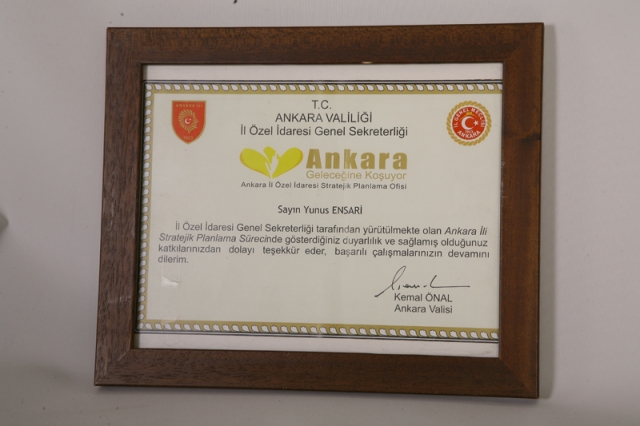 T.C.
ANKARA VALİLİĞİ
İl Özel İdaresi Genel Sekreterliği
Ankara
Geleceğine Koşuyor
Ankara İl Özel İdaresi Stratejik Planlama Ofisi
Sayın Yunus ENSARİ
İl Özel İdaresi Genel Sekreterliği tarafından yürütülmekte olan Ankara İli
Stratejik Planlama Sürecinde gösterdiğiniz duyarlılık ve sağlamış olduğunuz
katkılarınızdan dolayı teşekkür eder, başarılı çalışmalarınızın devamını
dilerim.
Kemal ÖNAL
Ankara Valisi